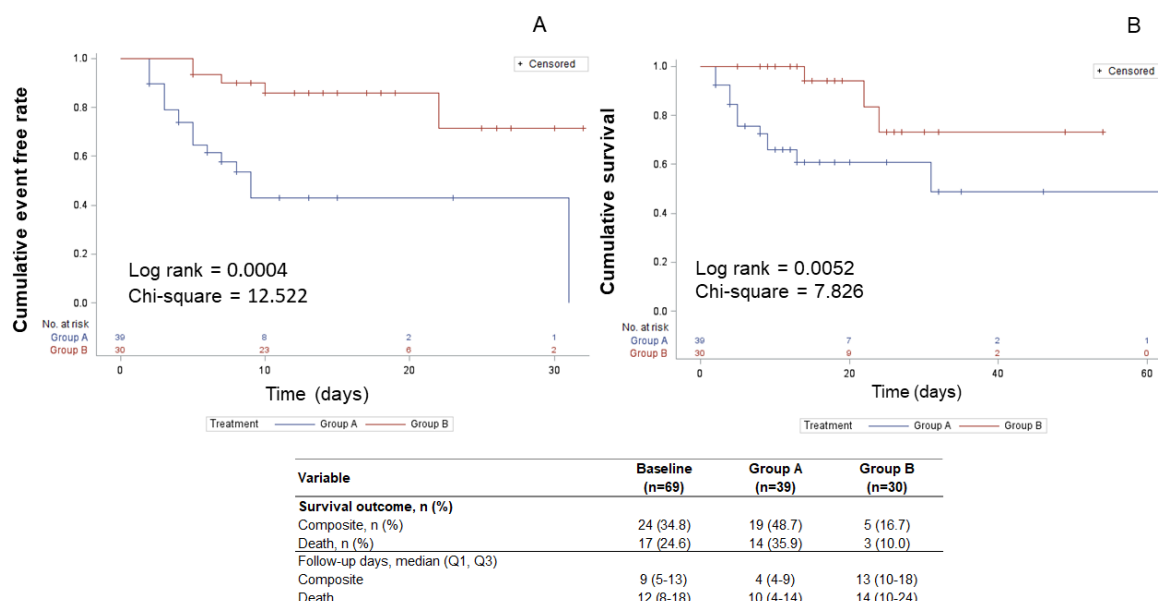 A
B
Cumulative event free rate
1.0
0.8
0.6
0.4
0.2
0.0
+ Censored
Log rank = 0.0004
Chi-square = 12.522
No. at risk
Group A 39 8 2 1
Group B 30 23 6 2
0 10 20 30
Time (days)
Treatment Group A Group B
Cumulative survival
1.0
0.8
0.6
0.4
0.2
0.0
+ Censored
Log rank = 0.0052
Chi-square = 7.826
No. at risk
Group A 39 7 2 1
Group B 30 9 2 0
0 20 40 60
Time (days)
Treatment Group A Group B
Variable Baseline Group A Group B
(n=69) (n=39) (n=30)
Survival outcome, n (%)
Composite, n (%) 24 (34.8) 19 (48.7) 5 (16.7)
Death, n (%) 17 (24.6) 14 (35.9) 3 (10.0)
Follow-up days, median (Q1, Q3)
Composite 9 (5-13) 4 (4-9) 13 (10-18)
Death 12 (8-18) 10 (4-14) 14 (10-24)